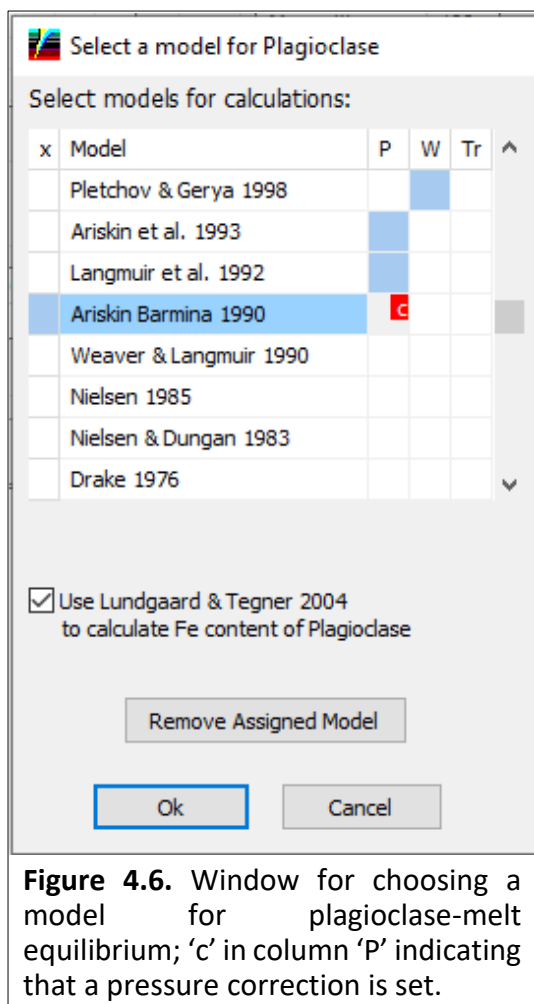 Select a model for Plagioclase
Select models for calculations:
x Model P W Tr
Pletchov & Gerya 1998
Ariskin et al. 1993
Langmuir et al. 1992
Ariskin Barmina 1990 c
Weaver & Langmuir 1990
Nielsen 1985
Nielsen & Dungan 1983
Drake 1976
Use Lundgaard & Tegner 2004
to calculate Fe content of Plagioclase
Remove Assigned Model
Ok Cancel
Figure 4.6. Window for choosing a
model for plagioclase-melt
equilibrium; ‘c’ in column ‘P’ indicating
that a pressure correction is set.